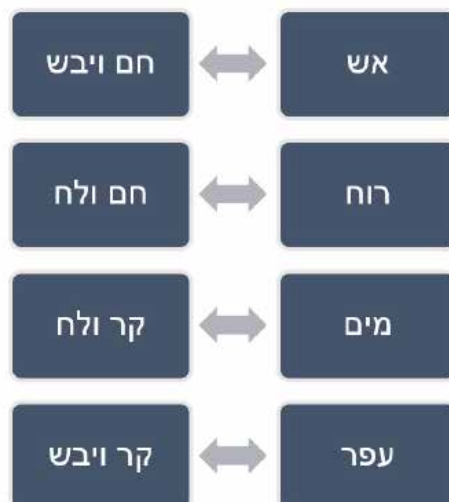 אש
חם ויבש
רוח
חם ולח
מים
קר ולח
עפר
קר ויבש